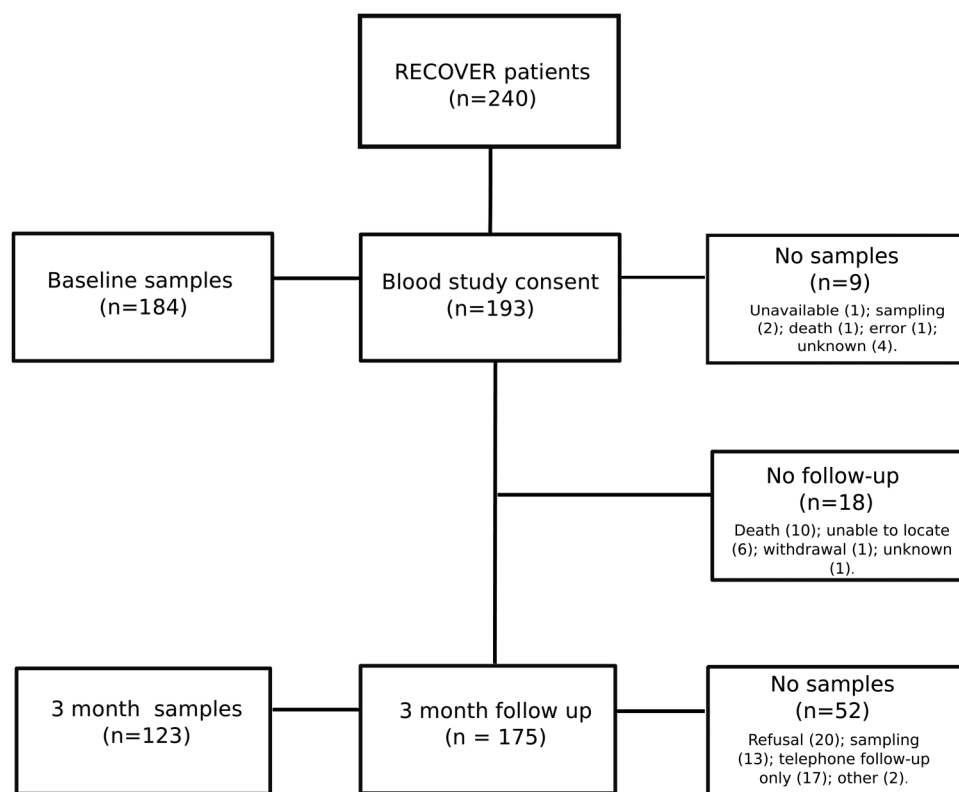 RECOVER patients
(n=240)
Baseline samples
(n=184)
Blood study consent
(n=193)
No samples
(n=9)
Unavailable (1); sampling
(2); death (1); error (1);
unknown (4).
No follow-up
(n=18)
Death (10); unable to locate
(6); withdrawal (1); unknown
(1).
3 month  samples
(n=123)
3 month follow up
(n = 175)
No samples
(n=52)
Refusal (20); sampling
(13); telephone follow-up
only (17); other (2).